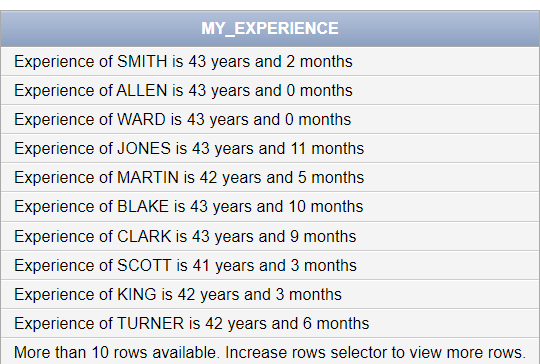 MY_EXPERIENCE
Experience of SMITH is 43 years and 2 months
Experience of ALLEN is 43 years and 0 months
Experience of WARD is 43 years and 0 months
Experience of JONES is 43 years and 11 months
Experience of MARTIN is 42 years and 5 months
Experience of BLAKE is 43 years and 10 months
Experience of CLARK is 43 years and 9 months
Experience of SCOTT is 41 years and 3 months
Experience of KING is 42 years and 3 months
Experience of TURNER is 42 years and 6 months
More than 10 rows available. Increase rows selector to view more rows.